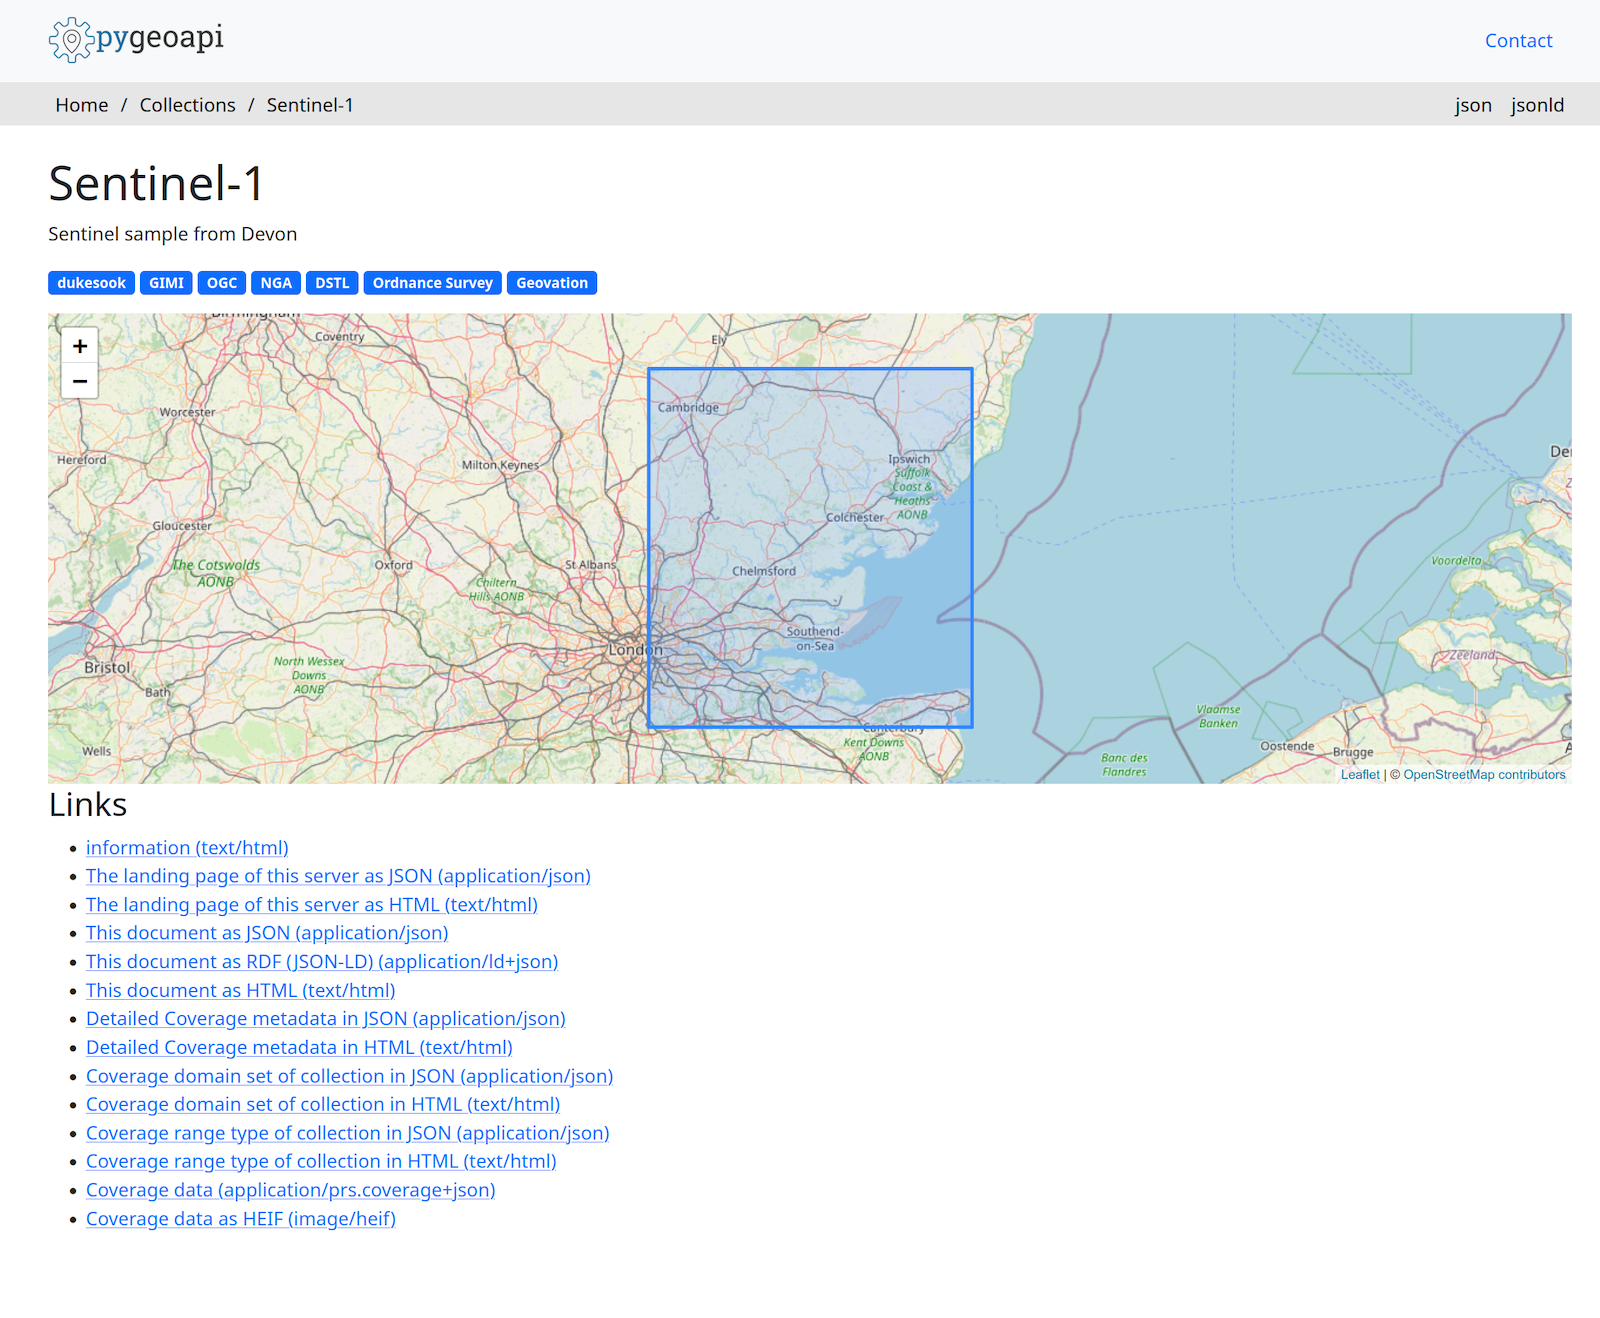 pygeoapi
Contact
Home / Collections / Sentinel-1
json jsonld
Sentinel-1
Sentinel sample from Devon
dukesook GIMI OGC NGA DSTL Ordnance Survey Geovation
+
−
Birmingham
Coventry
Ely
Worcester
Cambridge
Hereford
Milton Keynes
Ipswich
Suffolk
Coast &
Heaths
AONB
Gloucester
Colchester
The Cotswolds
AONB
Oxford
St Albans
Chelmsford
Chiltern
Hills AONB
Voordelta
Southend-
on-Sea
London
Bristol
North Wessex
Downs
AONB
Zeeland
Bath
Vlaamse
Banken
Canterbury
Kent Downs
AONB
Wells
Oostende
Brugge
Banc des
Flandres
Leaflet | © OpenStreetMap contributors
Links
information (text/html)
The landing page of this server as JSON (application/json)
The landing page of this server as HTML (text/html)
This document as JSON (application/json)
This document as RDF (JSON-LD) (application/ld+json)
This document as HTML (text/html)
Detailed Coverage metadata in JSON (application/json)
Detailed Coverage metadata in HTML (text/html)
Coverage domain set of collection in JSON (application/json)
Coverage domain set of collection in HTML (text/html)
Coverage range type of collection in JSON (application/json)
Coverage range type of collection in HTML (text/html)
Coverage data (application/prs.coverage+json)
Coverage data as HEIF (image/heif)